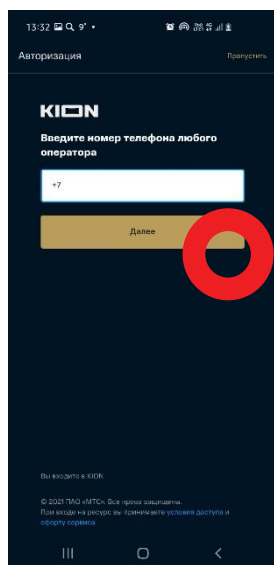 13:32 9°
Авторизация Пропустить
KION
Введите номер телефона любого
оператора
+7
Далее
Вы входите в KION
© 2021 ПАО «МТС». Все права защищены.
При входе на ресурс вы принимаете условия доступа и
оферту сервиса